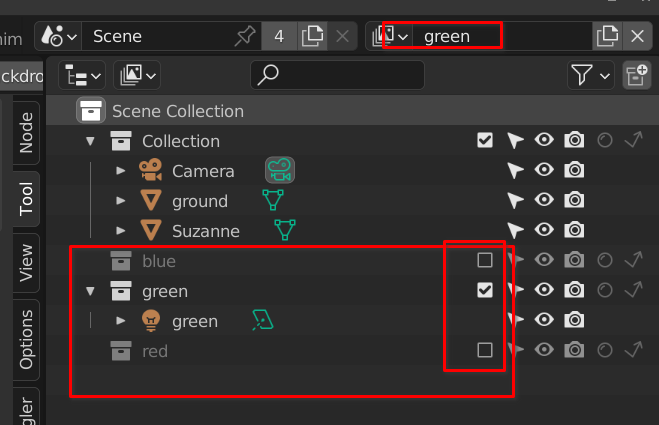 him
Scene
4
green
ckdro
Scene Collection
Collection
Camera
ground
Suzanne
blue
green
green
red
Node
Tool
View
Options
gler